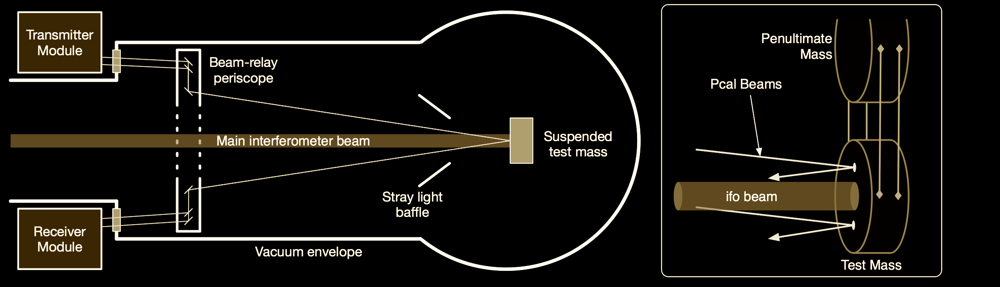 Transmitter
Module
Beam-relay
periscope
Main interferometer beam
Suspended
test mass
Stray light
baffle
Receiver
Module
Vacuum envelope
Penultimate
Mass
Pcal Beams
ifo beam
Test Mass